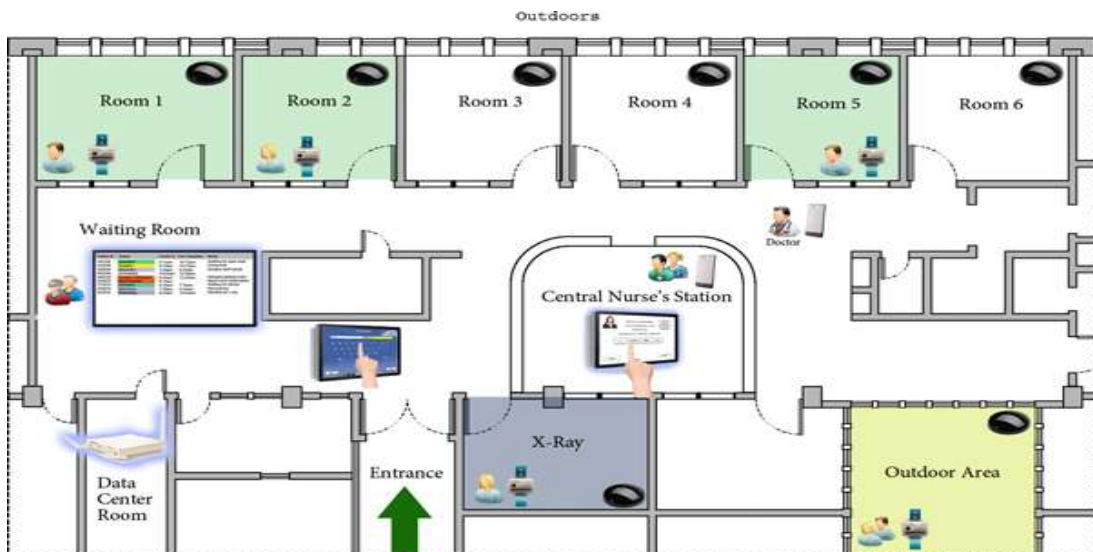 Outdoors
Room 1
Room 2
Room 3
Room 4
Room 5
Room 6
Waiting Room
Doctor
Central Nurse's Station
X-Ray
Entrance
Outdoor Area
Data
Center
Room